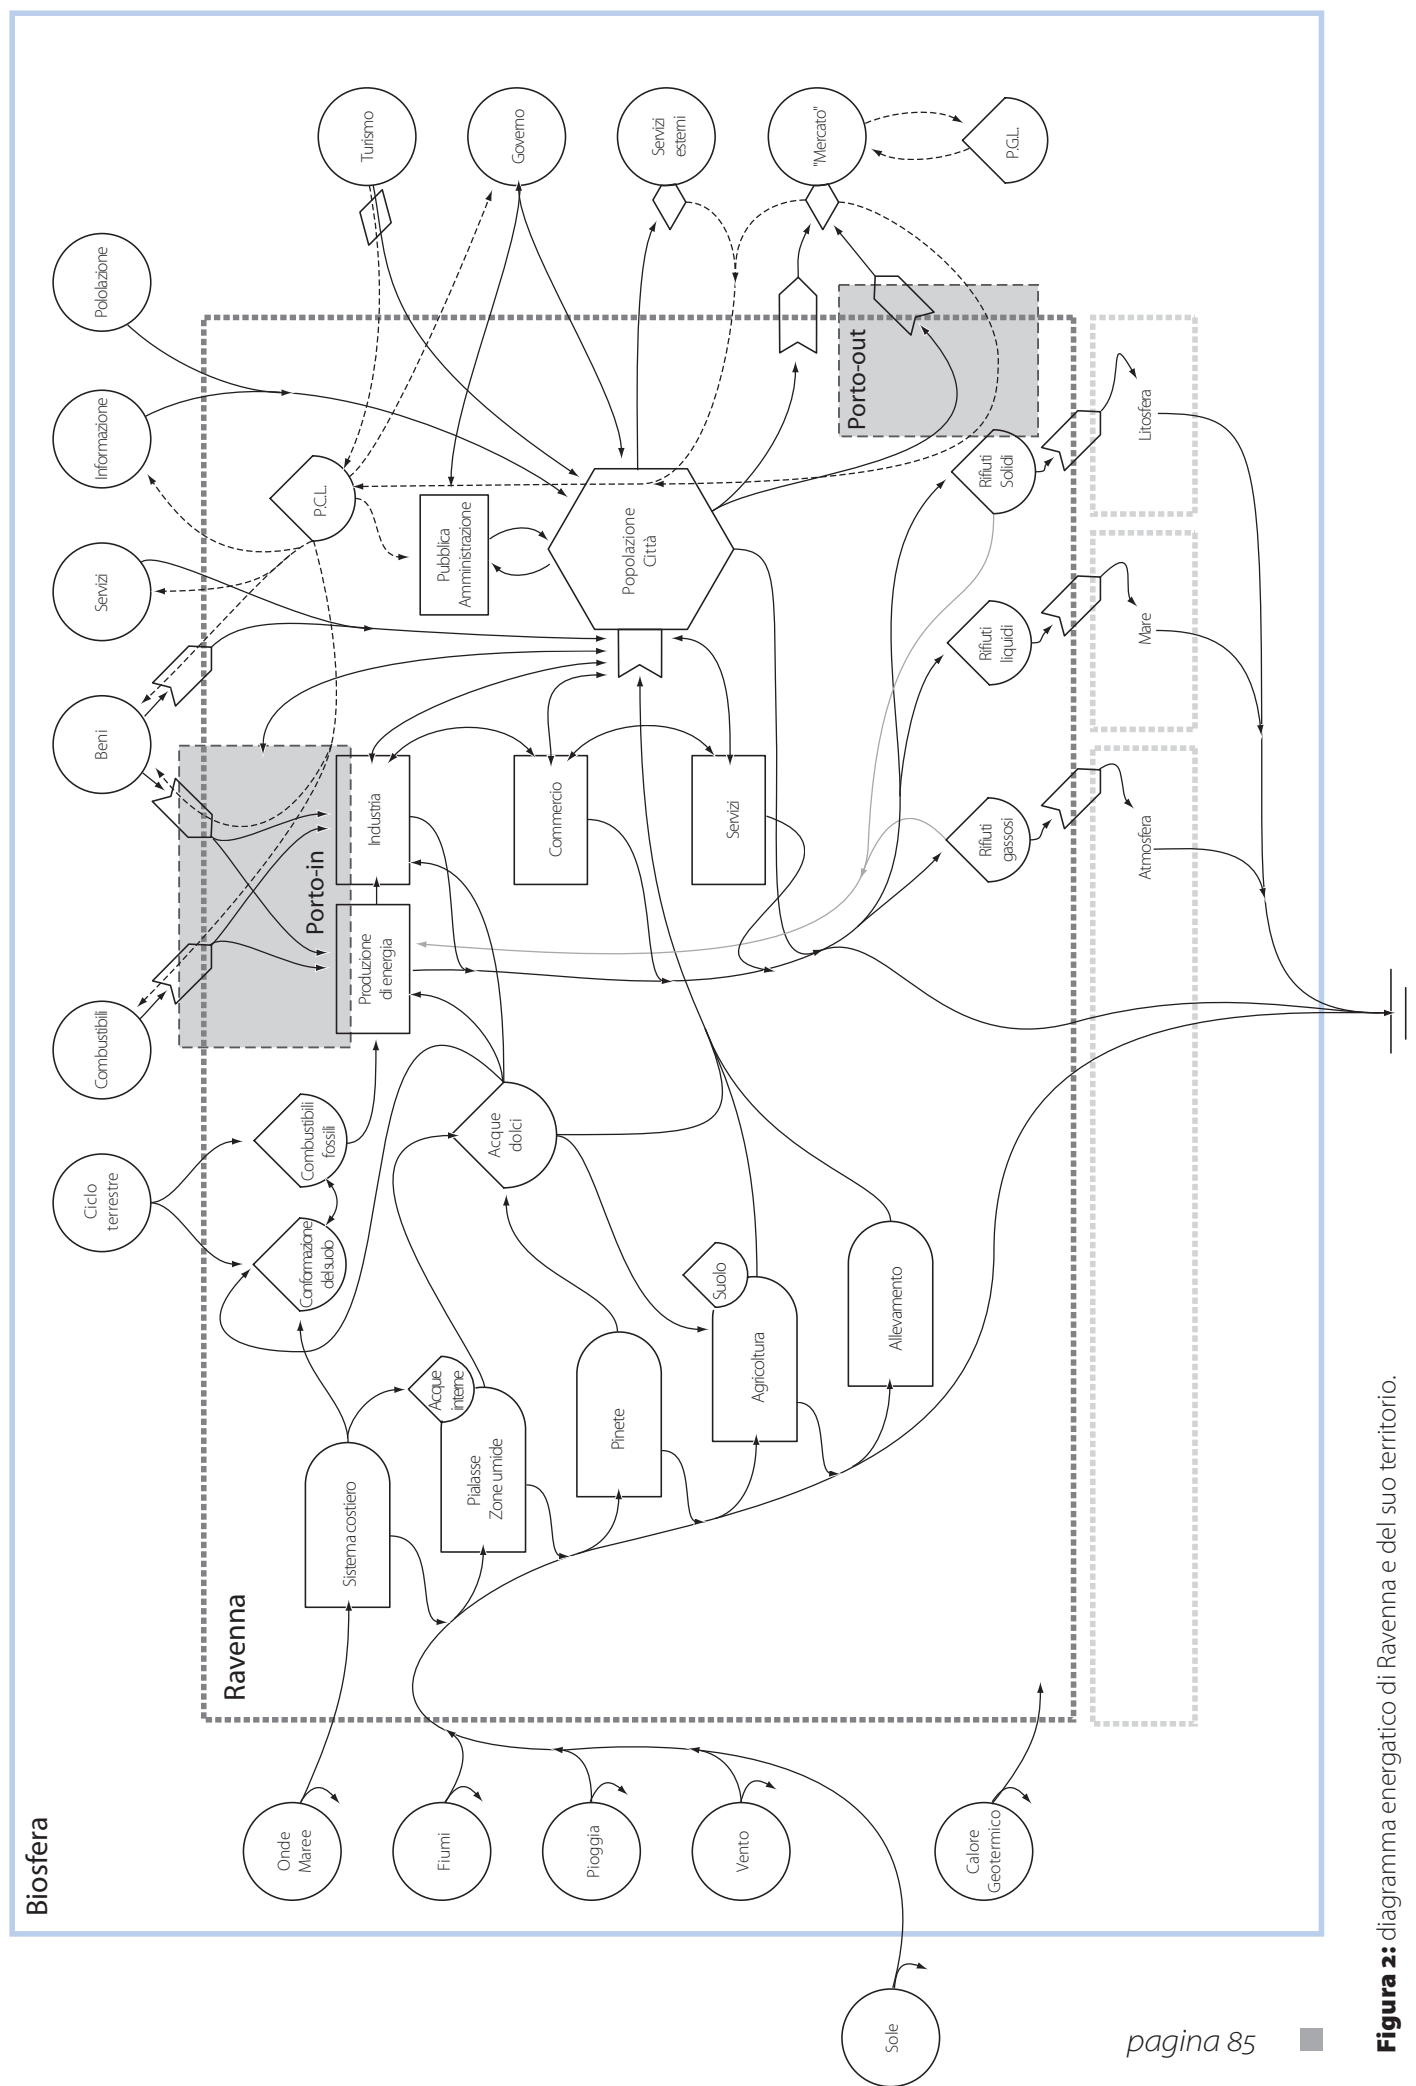 Biosfera
Ravenna
Sole
Onde
Maree
Fiumi
Pioggia
Vento
Calore
Geotermico
Ciclo
terrestre
Combustibili
Beni
Servizi
Informazione
Pololazione
Turismo
Governo
Servizi
esterni
"Mercato"
P.G.L.
Sistema costiero
Pialasse
Zone umide
Acque
interne
Pinete
Agricoltura
Suolo
Allevamento
Conformazione
del suolo
Combustibili
fossili
Acque
dolci
Porto-in
Produzione
di energia
Industria
Commercio
Servizi
P.C.L.
Pubblica
Amministrazione
Popolazione
Città
Porto-out
Rifiuti
gassosi
Rifiuti
liquidi
Rifiuti
Solidi
Atmosfera
Mare
Litosfera
Figura 2: diagramma energatico di Ravenna e del suo territorio.
pagina 85